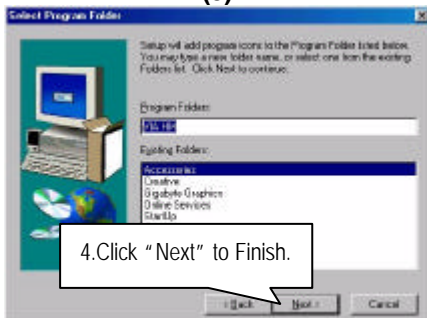 Select Program Folder
Setup will add program icons to the Program Folder listed below.
You may type a new folder name, or select one from the existing
Folders list. Click Next to continue.
Program Folders:
VIA HM
Existing Folders:
Accessories
Creative
Gigabyte Graphics
Online Services
StartUp
4.Click “Next” to Finish.
< Back
Next >
Cancel